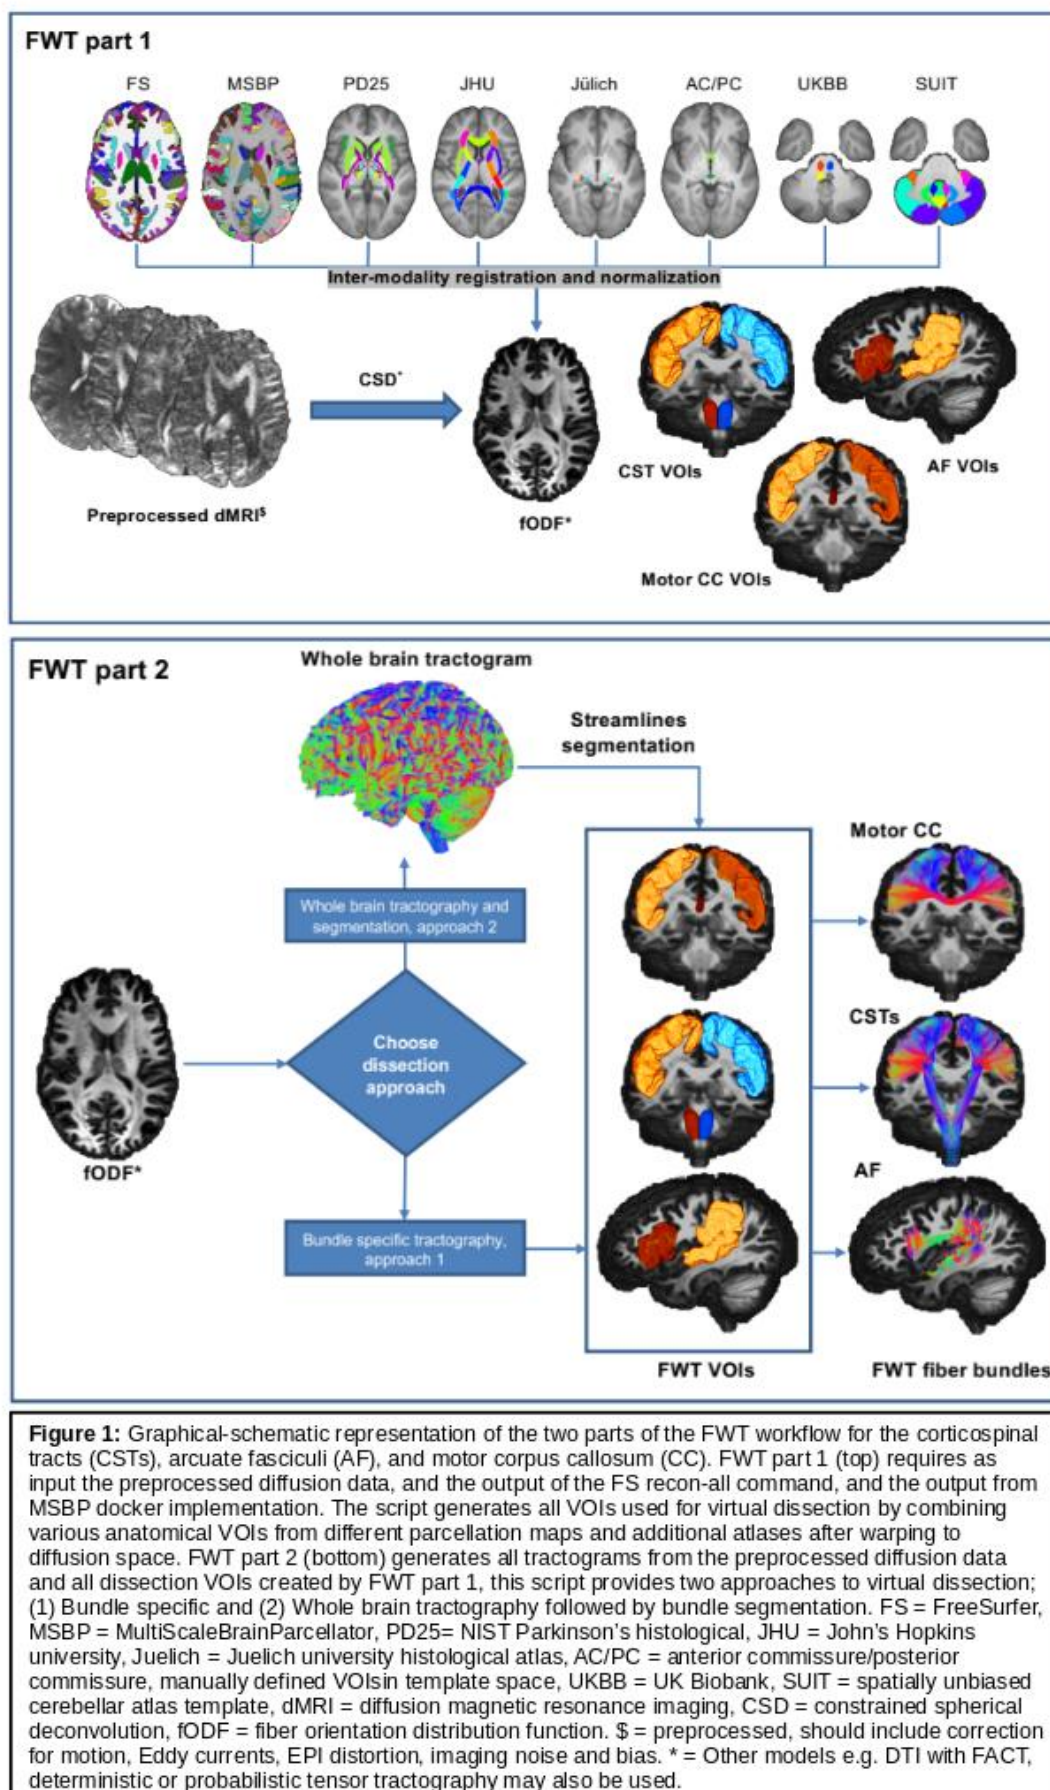 FWT part 1
FS MSBP PD25 JHU Jülich AC/PC UKBB SUIT
Inter-modality registration and normalization
CSD*
Preprocessed dMRI$
fODF*
CST VOIs
AF VOIs
Motor CC VOIs
FWT part 2
Whole brain tractogram
Streamlines
segmentation
Motor CC
Whole brain tractography and
segmentation, approach 2
Choose
dissection
approach
CSTs
fODF*
AF
Bundle specific tractography,
approach 1
FWT VOIs
FWT fiber bundles
Figure 1: Graphical-schematic representation of the two parts of the FWT workflow for the corticospinal
tracts (CSTs), arcuate fasciculi (AF), and motor corpus callosum (CC). FWT part 1 (top) requires as
input the preprocessed diffusion data, and the output of the FS recon-all command, and the output from
MSBP docker implementation. The script generates all VOIs used for virtual dissection by combining
various anatomical VOIs from different parcellation maps and additional atlases after warping to
diffusion space. FWT part 2 (bottom) generates all tractograms from the preprocessed diffusion data
and all dissection VOIs created by FWT part 1, this script provides two approaches to virtual dissection;
(1) Bundle specific and (2) Whole brain tractography followed by bundle segmentation. FS = FreeSurfer,
MSBP = MultiScaleBrainParcellator, PD25= NIST Parkinson's histological, JHU = John's Hopkins
university, Juelich = Juelich university histological atlas, AC/PC = anterior commissure/posterior
commissure, manually defined VOIsin template space, UKBB = UK Biobank, SUIT = spatially unbiased
cerebellar atlas template, dMRI = diffusion magnetic resonance imaging, CSD = constrained spherical
deconvolution, fODF = fiber orientation distribution function. $ = preprocessed, should include correction
for motion, Eddy currents, EPI distortion, imaging noise and bias. * = Other models e.g. DTI with FACT,
deterministic or probabilistic tensor tractography may also be used.